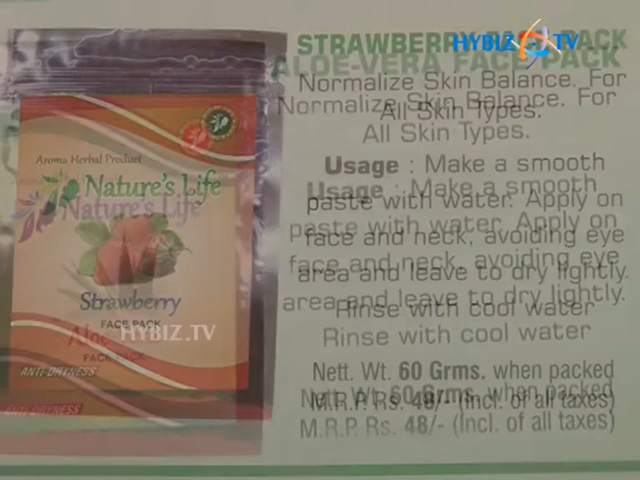 HYBIZ TV
STRAWBERRY FACE PACK
ALOE-VERA FACE PACK
Normalize Skin Balance. For
Normalize Skin Balance. For
All Skin Types.
All Skin Types.
Usage : Make a smooth
Usage : Make a smooth
paste with water. Apply on
paste with water. Apply on
face and neck, avoiding eye
face and neck, avoiding eye
area and leave to dry lightly.
area and leave to dry lightly.
Rinse with cool water
Rinse with cool water
Nett. Wt. 60 Grms. when packed
Nett. Wt. 60 Grms. when packed
M.R.P. Rs. 48/- (Incl. of all taxes)
M.R.P. Rs. 48/- (Incl. of all taxes)
Aroma Herbal Product
Nature's Life
Nature's Life
Strawberry
FACE PACK
Aloe
HYBIZ.TV
FACE PACK
ANTI-DRYNESS
ANTI-DRYNESS